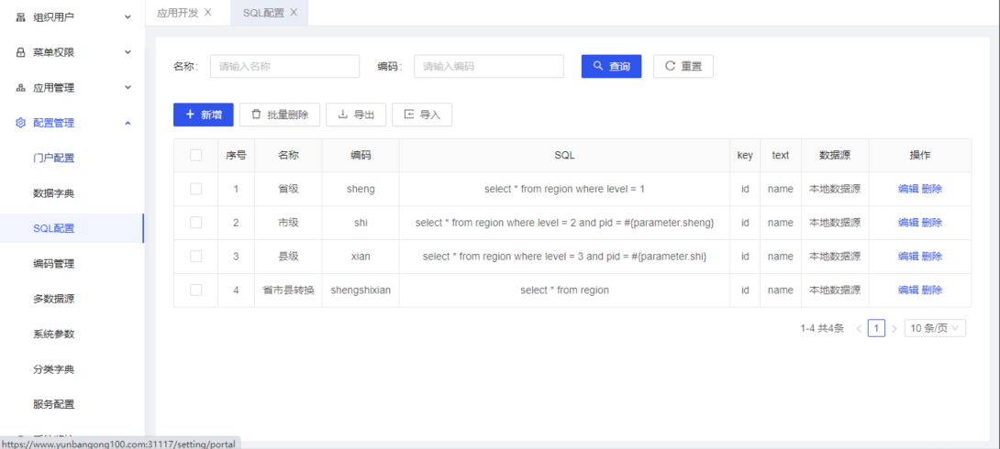 组织用户
菜单权限
应用管理
配置管理
门户配置
数据字典
SQL配置
编码管理
多数据源
系统参数
分类字典
服务配置
https://www.yunbangong100.com:31117/setting/portal
应用开发 X SQL配置 X
名称: 请输入名称 编码: 请输入编码 查询 重置
+ 新增 批量删除 导出 导入
序号 名称 编码 SQL key text 数据源 操作
1 省级 sheng select * from region where level = 1 id name 本地数据源 编辑 删除
2 市级 shi select * from region where level = 2 and pid = #{parameter.sheng} id name 本地数据源 编辑 删除
3 县级 xian select * from region where level = 3 and pid = #{parameter.shi} id name 本地数据源 编辑 删除
4 省市县转换 shengshixian select * from region id name 本地数据源 编辑 删除
1-4 共4条 < 1 > 10 条/页